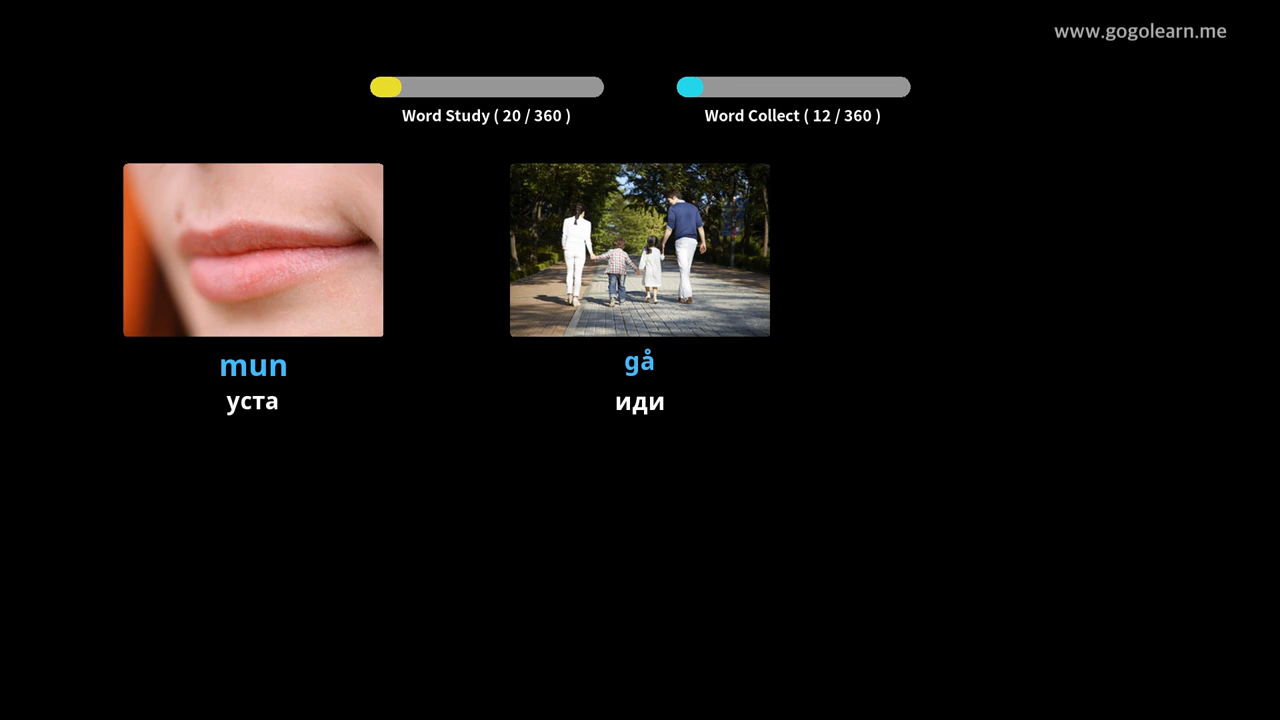 www.gogolearn.me
Word Study ( 20 / 360 )
Word Collect ( 12 / 360 )
mun
уста
gå
иди